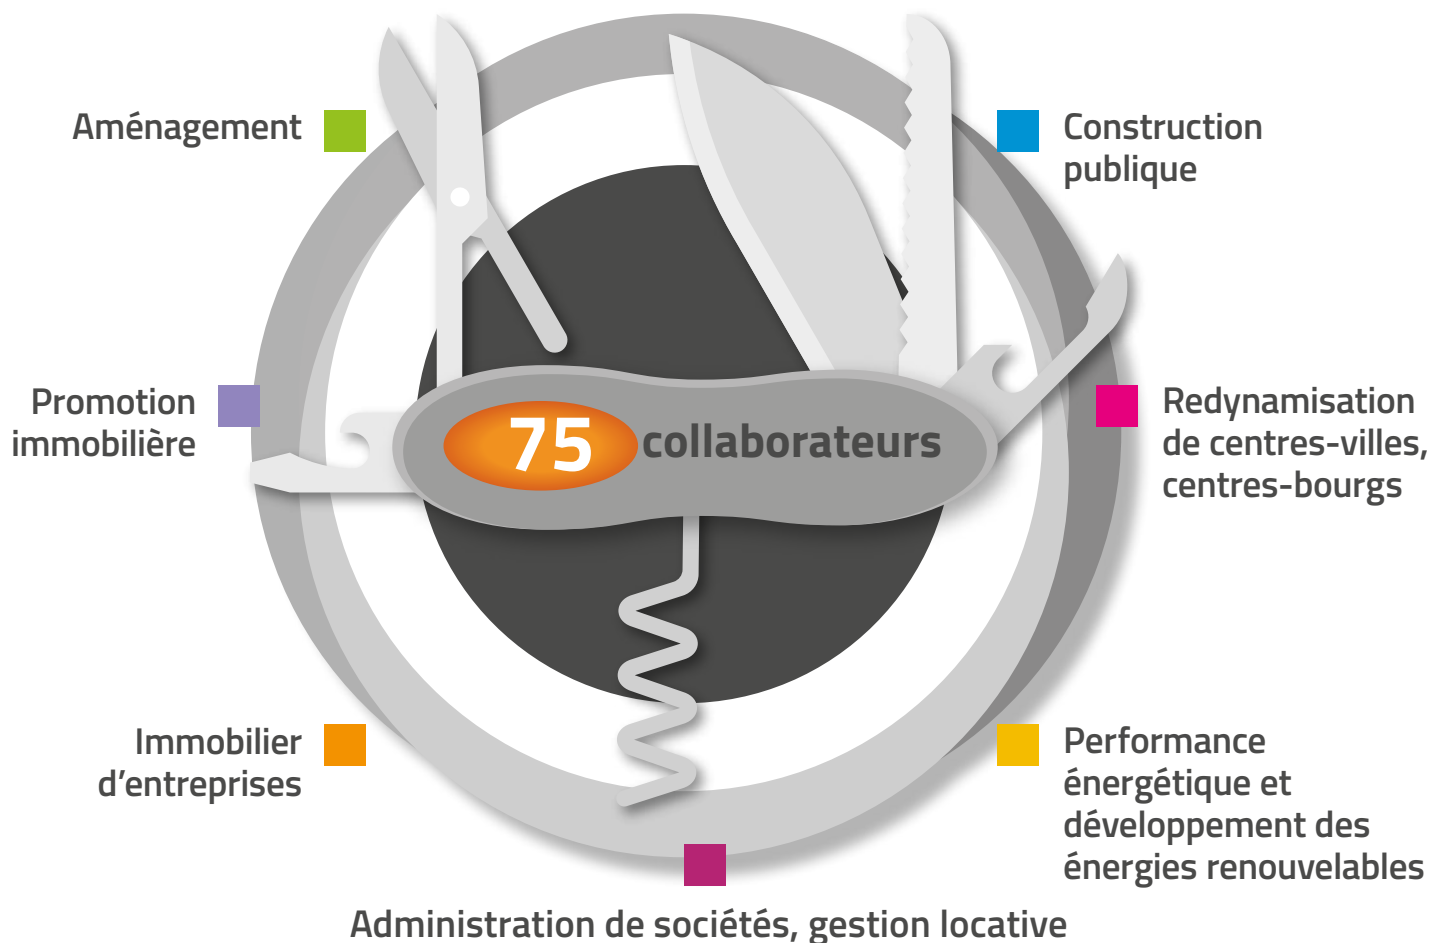 Aménagement
Construction
publique
Promotion
immobilière
75 collaborateurs
Redynamisation
de centres-villes,
centres-bourgs
Immobilier
d’entreprises
Performance
énergétique et
développement des
énergies renouvelables
Administration de sociétés, gestion locative